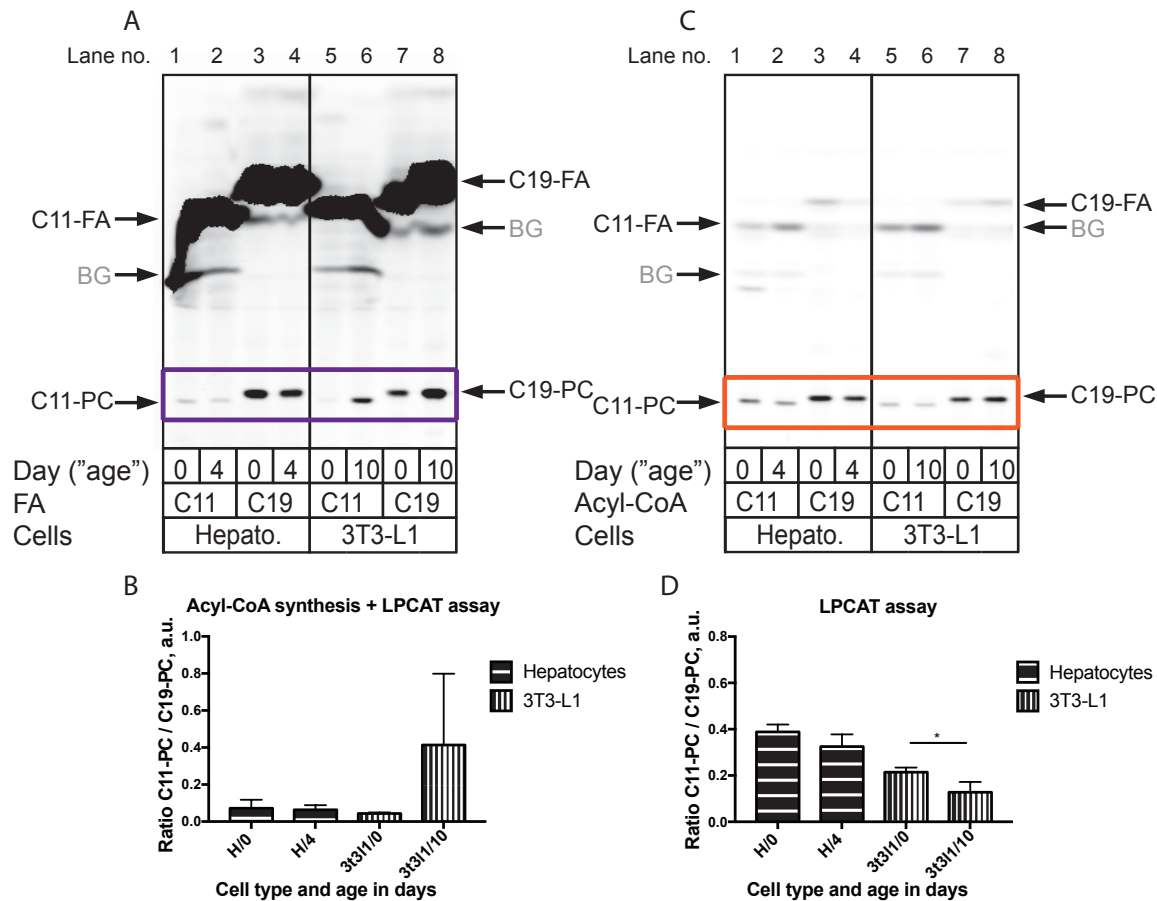 A
Lane no. 1 2 3 4 5 6 7 8
C11-FA
BG
C11-PC
C19-FA
BG
C19-PC
Day ("age") 0 4 0 4 0 10 0 10
FA C11 C19 C11 C19
Cells Hepato. 3T3-L1
C
Lane no. 1 2 3 4 5 6 7 8
C11-FA
BG
C11-PC
C19-FA
BG
C19-PC
Day ("age") 0 4 0 4 0 10 0 10
Acyl-CoA C11 C19 C11 C19
Cells Hepato. 3T3-L1
B
Acyl-CoA synthesis + LPCAT assay
Ratio C11-PC / C19-PC, a.u.
1.0
0.8
0.6
0.4
0.2
0.0
H/0 H/4 3t3l1/0 3t3l1/10
Cell type and age in days
Hepatocytes
3T3-L1
D
LPCAT assay
Ratio C11-PC / C19-PC, a.u.
0.8
0.6
0.4
0.2
0.0
*
H/0 H/4 3t3l1/0 3t3l1/10
Cell type and age in days
Hepatocytes
3T3-L1